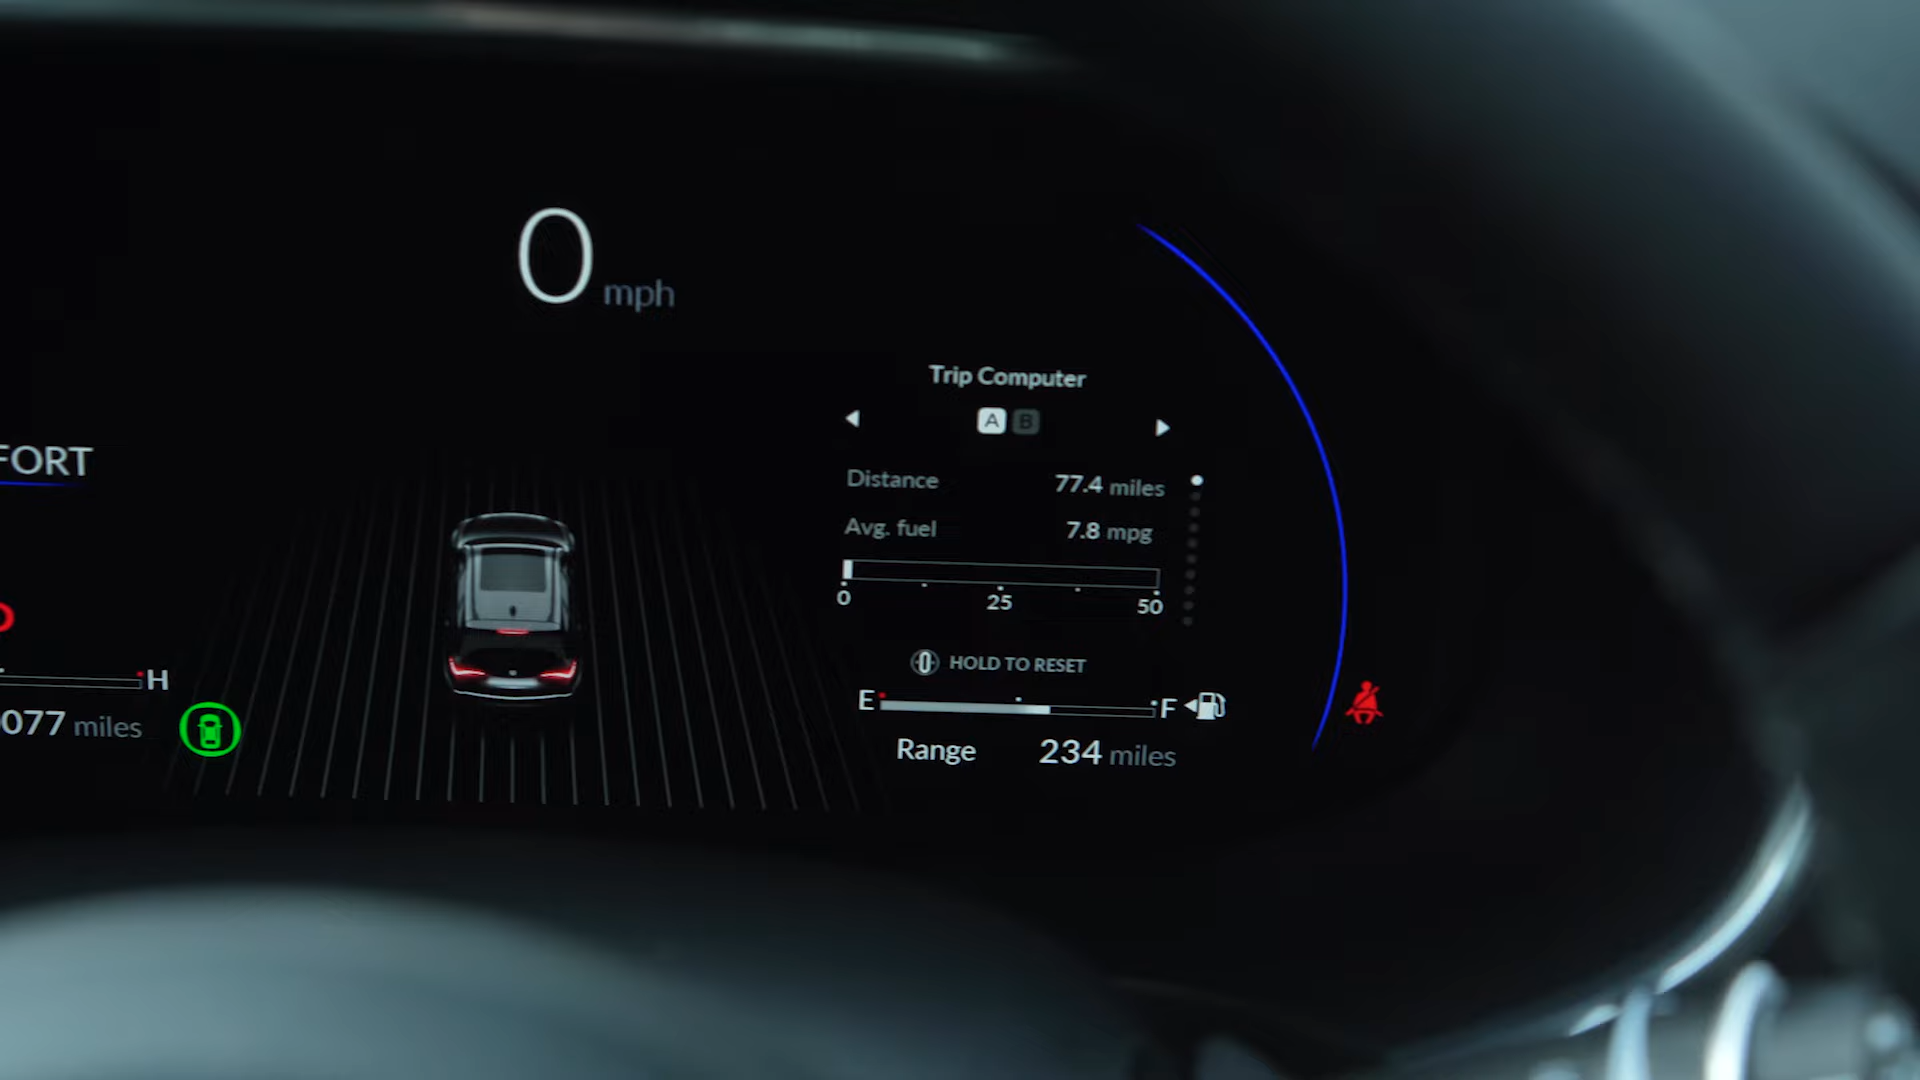 0 mph
Trip Computer
A B
FORT
Distance 77.4 miles
Avg. fuel 7.8 mpg
0 25 50
HOLD TO RESET
H
E F
077 miles
Range 234 miles